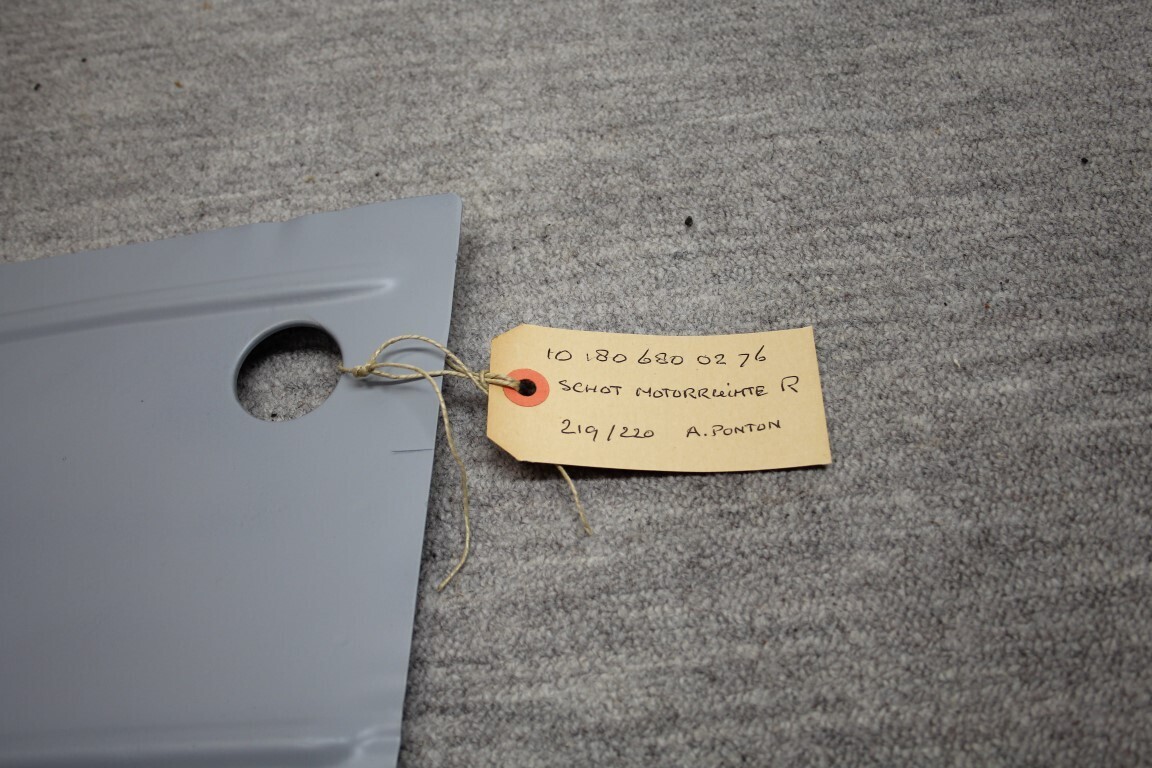 10 180 680 02 76
SCHOT MOTORRUIMTE R
219/220 A. PONTON